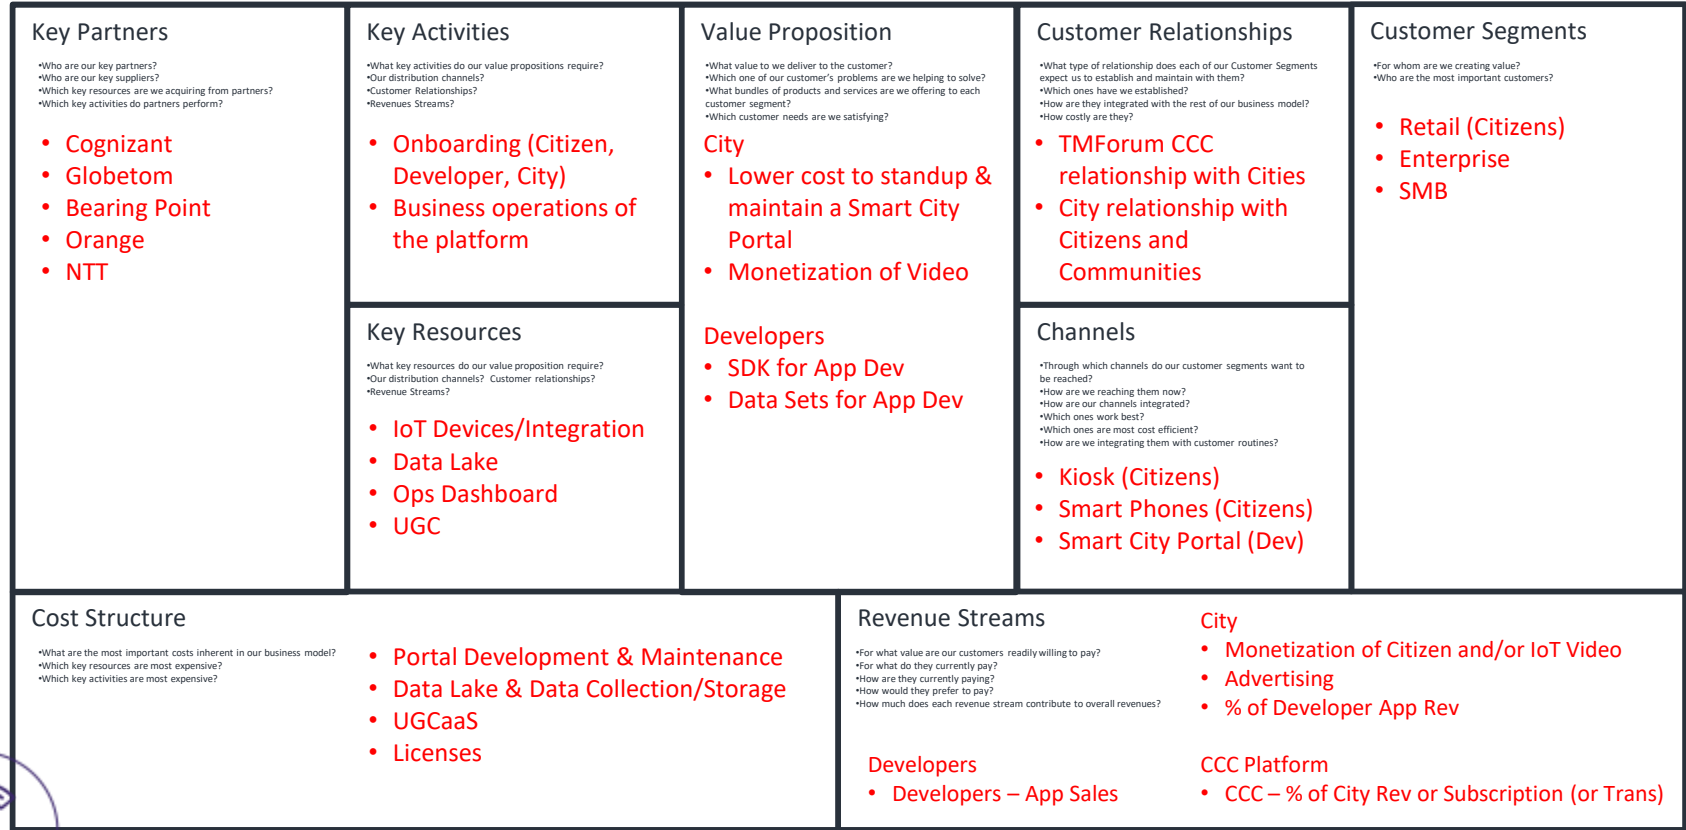 Key Partners
•Who are our key partners?
•Who are our key suppliers?
•Which key resources are we acquiring from partners?
•Which key activities do partners perform?
• Cognizant
• Globetom
• Bearing Point
• Orange
• NTT
Key Activities
•What key activities do our value propositions require?
•Our distribution channels?
•Customer Relationships?
•Revenues Streams?
• Onboarding (Citizen,
Developer, City)
• Business operations of
the platform
Key Resources
•What key resources do our value proposition require?
•Our distribution channels? Customer relationships?
•Revenue Streams?
• IoT Devices/Integration
• Data Lake
• Ops Dashboard
• UGC
Value Proposition
•What value to we deliver to the customer?
•Which one of our customer's problems are we helping to solve?
•What bundles of products and services are we offering to each
customer segment?
•Which customer needs are we satisfying?
City
• Lower cost to standup &
maintain a Smart City
Portal
• Monetization of Video
Developers
• SDK for App Dev
• Data Sets for App Dev
Customer Relationships
•What type of relationship does each of our Customer Segments
expect us to establish and maintain with them?
•Which ones have we established?
•How are they integrated with the rest of our business model?
•How costly are they?
• TMForum CCC
relationship with Cities
• City relationship with
Citizens and
Communities
Channels
•Through which channels do our customer segments want to
be reached?
•How are we reaching them now?
•How are our channels integrated?
•Which ones work best?
•Which ones are most cost efficient?
•How are we integrating them with customer routines?
• Kiosk (Citizens)
• Smart Phones (Citizens)
• Smart City Portal (Dev)
Customer Segments
•For whom are we creating value?
•Who are the most important customers?
• Retail (Citizens)
• Enterprise
• SMB
Cost Structure
•What are the most important costs inherent in our business model?
•Which key resources are most expensive?
•Which key activities are most expensive?
• Portal Development & Maintenance
• Data Lake & Data Collection/Storage
• UGCaaS
• Licenses
Revenue Streams
•For what value are our customers readily willing to pay?
•For what do they currently pay?
•How are they currently paying?
•How would they prefer to pay?
•How much does each revenue stream contribute to overall revenues?
Developers
• Developers – App Sales
City
• Monetization of Citizen and/or IoT Video
• Advertising
• % of Developer App Rev
CCC Platform
• CCC – % of City Rev or Subscription (or Trans)